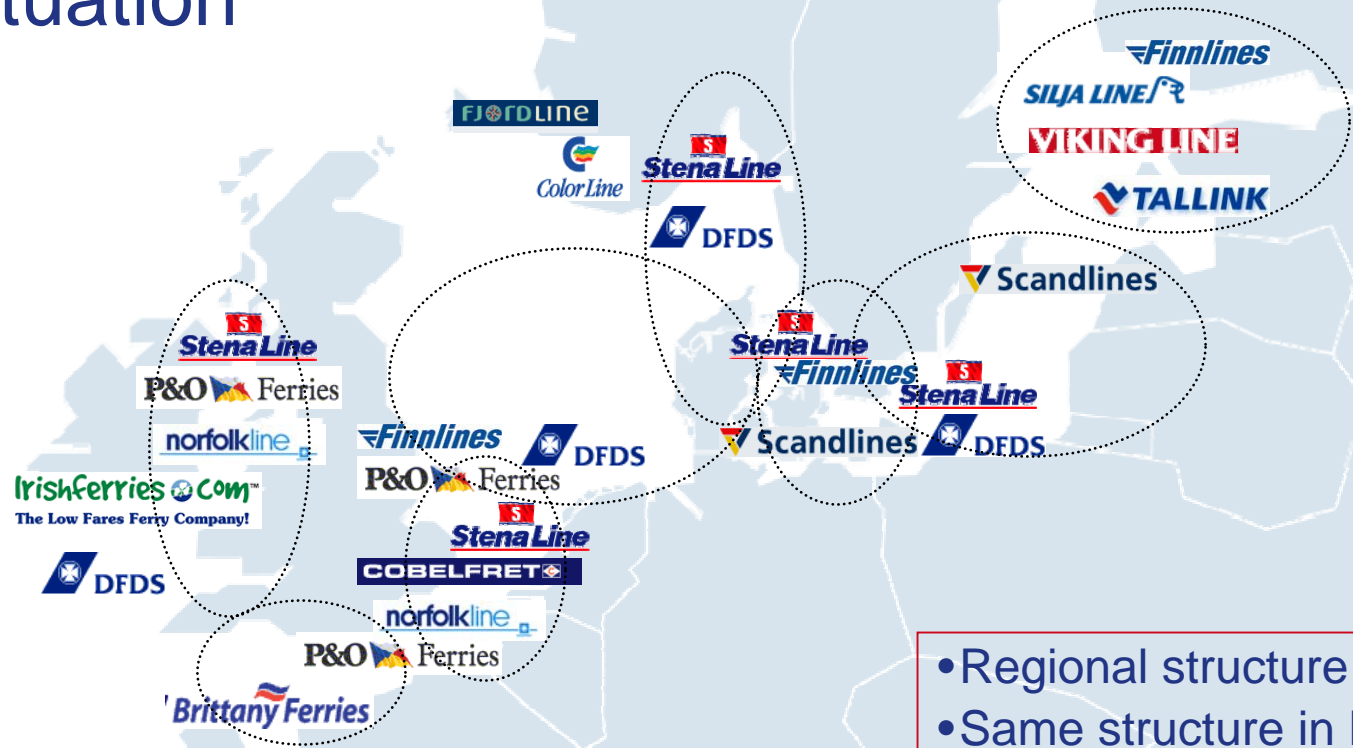 tuation
Finnlines
SILJA LINE
VIKING LINE
TALLINK
FJORDLINE
Color Line
S
Stena Line
DFDS
Scandlines
S
Stena Line
P&O Ferries
norfolkline
Irishferries.com™
The Low Fares Ferry Company!
DFDS
S
Stena Line
Finnlines
Scandlines
S
Stena Line
DFDS
Finnlines
DFDS
P&O Ferries
S
Stena Line
COBELFRET
norfolkline
P&O Ferries
Brittany Ferries
•Regional structure
•Same structure in